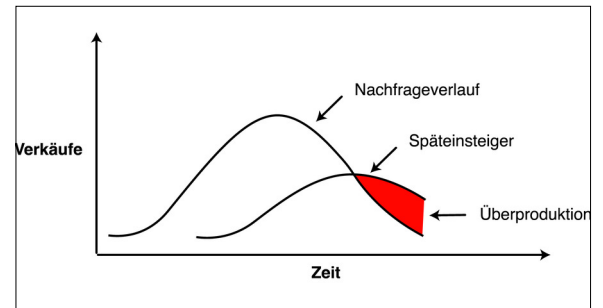 Nachfrageverlauf
Späteinsteiger
Verkäufe
Überproduktion
Zeit